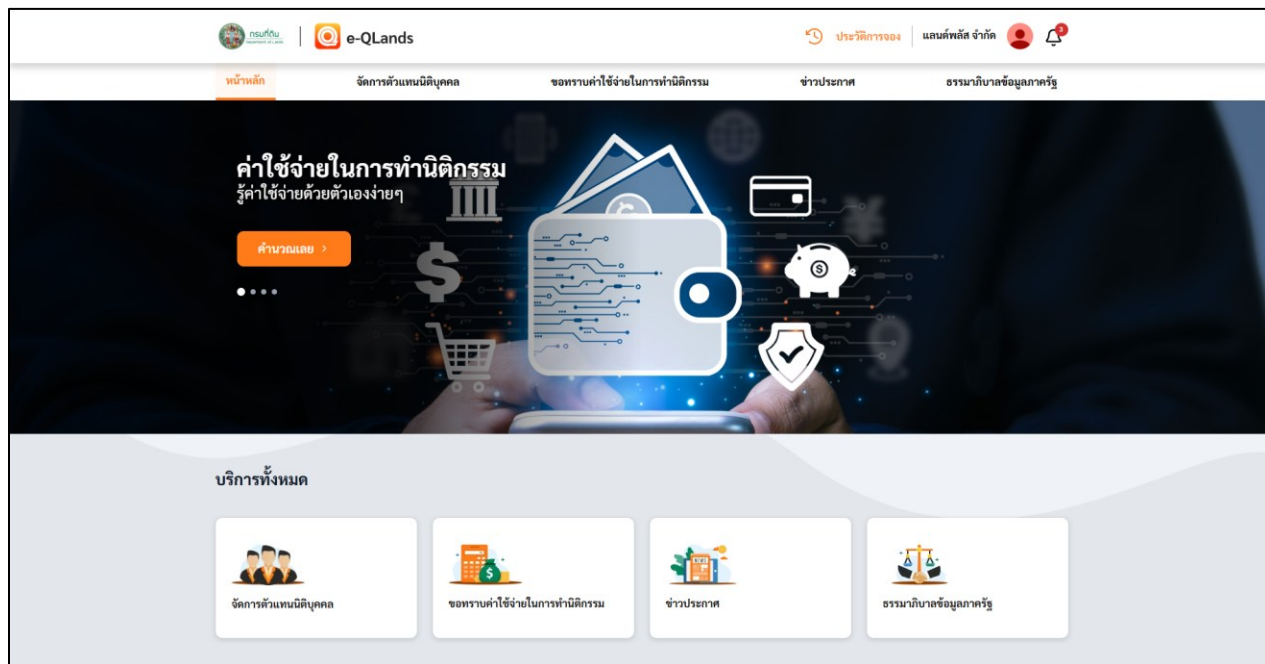 กรมที่ดิน
e-QLands
ประวัติการจอง
แลนด์พลัส จำกัด
3
หน้าหลัก
จัดการตัวแทนนิติบุคคล
ขอทราบค่าใช้จ่ายในการทำนิติกรรม
ข่าวประกาศ
ธรรมาภิบาลข้อมูลภาครัฐ
ค่าใช้จ่ายในการทำนิติกรรม
รู้ค่าใช้จ่ายด้วยตัวเองง่ายๆ
คำนวณเลย >
บริการทั้งหมด
จัดการตัวแทนนิติบุคคล
ขอทราบค่าใช้จ่ายในการทำนิติกรรม
ข่าวประกาศ
ธรรมาภิบาลข้อมูลภาครัฐ